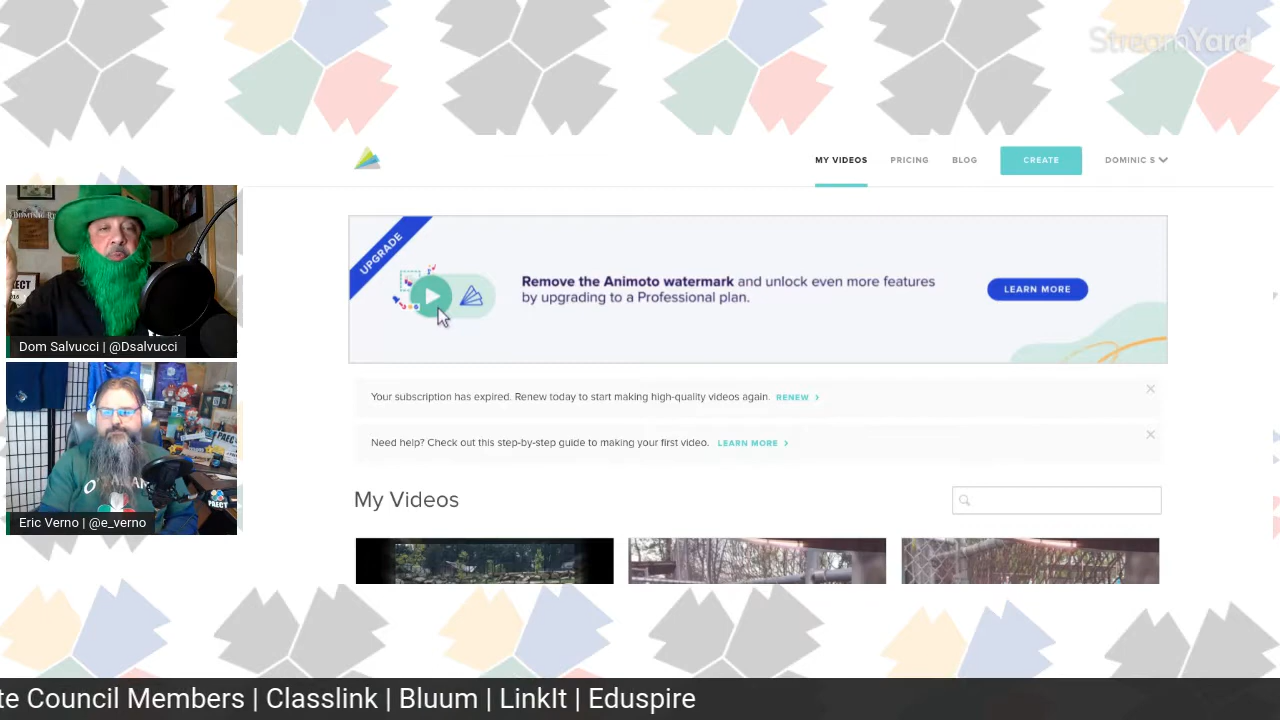 StreamYard
MY VIDEOS
PRICING
BLOG
CREATE
DOMINIC S
UPGRADE
Remove the Animoto watermark and unlock even more features
by upgrading to a Professional plan.
LEARN MORE
Your subscription has expired. Renew today to start making high-quality videos again. RENEW
Need help? Check out this step-by-step guide to making your first video. LEARN MORE
My Videos
Dom Salvucci | @Dsalvucci
PAECT
Eric Verno | @e_verno
te Council Members | Classlink | Bluum | LinkIt | Eduspire